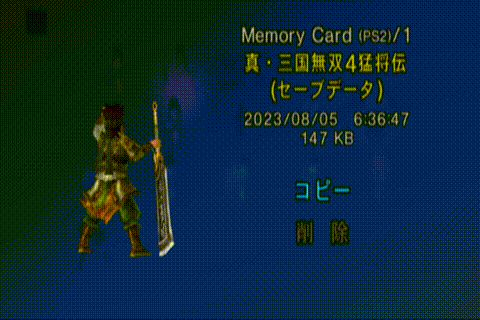 Memory Card (PS2)/1
真・三国無双4猛将伝
(セーブデータ)
2023/08/05 6:36:47
147 KB
コピー
削 除